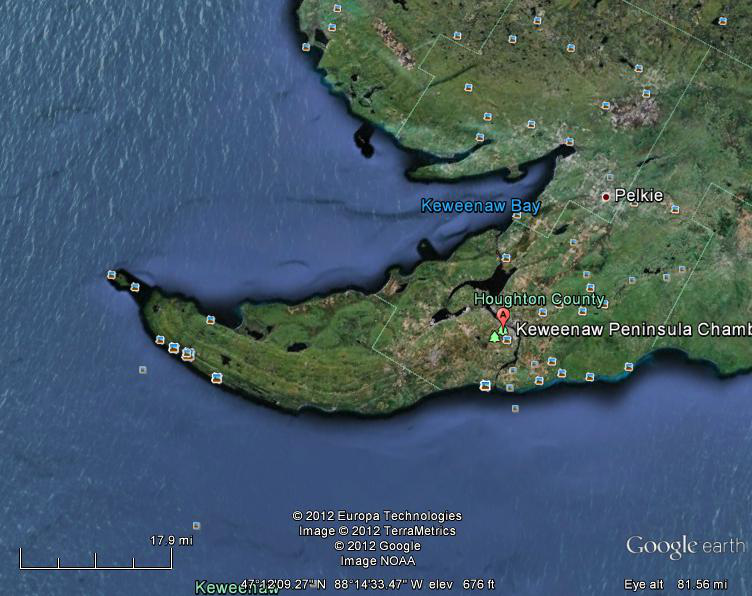 Pelkie
Keweenaw Bay
Houghton County
A
Keweenaw Peninsula Chamb
© 2012 Europa Technologies
Image © 2012 TerraMetrics
© 2012 Google
Image NOAA
17.9 mi
Google earth
Keweenaw
47°12'09.27" N 88°14'33.47" W elev 676 ft
Eye alt 81.56 mi